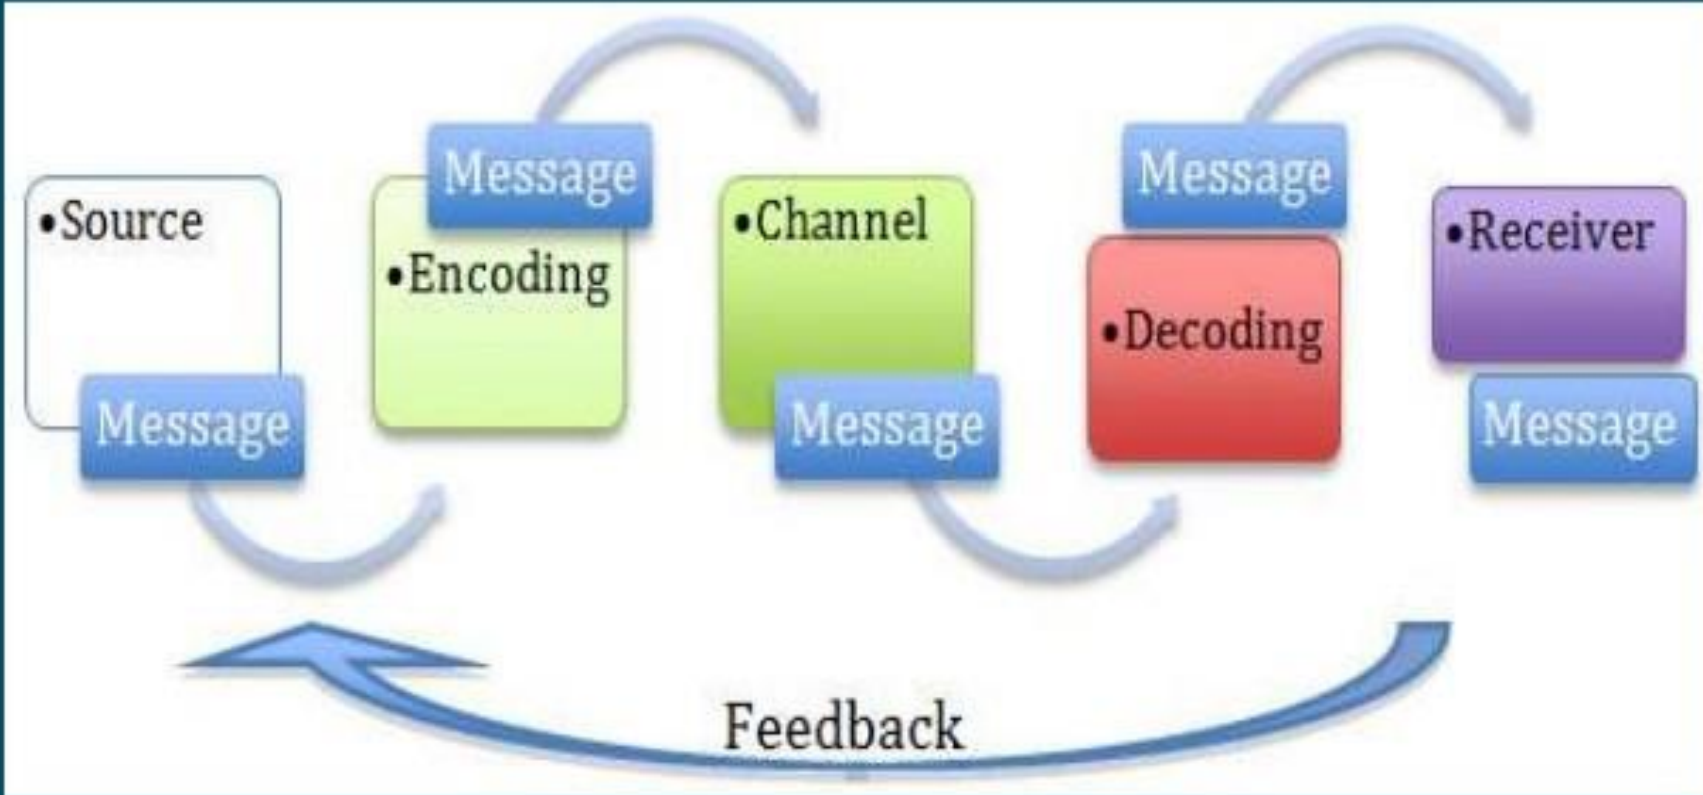 •Source
Message
Message
•Encoding
•Channel
Message
Message
•Decoding
•Receiver
Message
Feedback